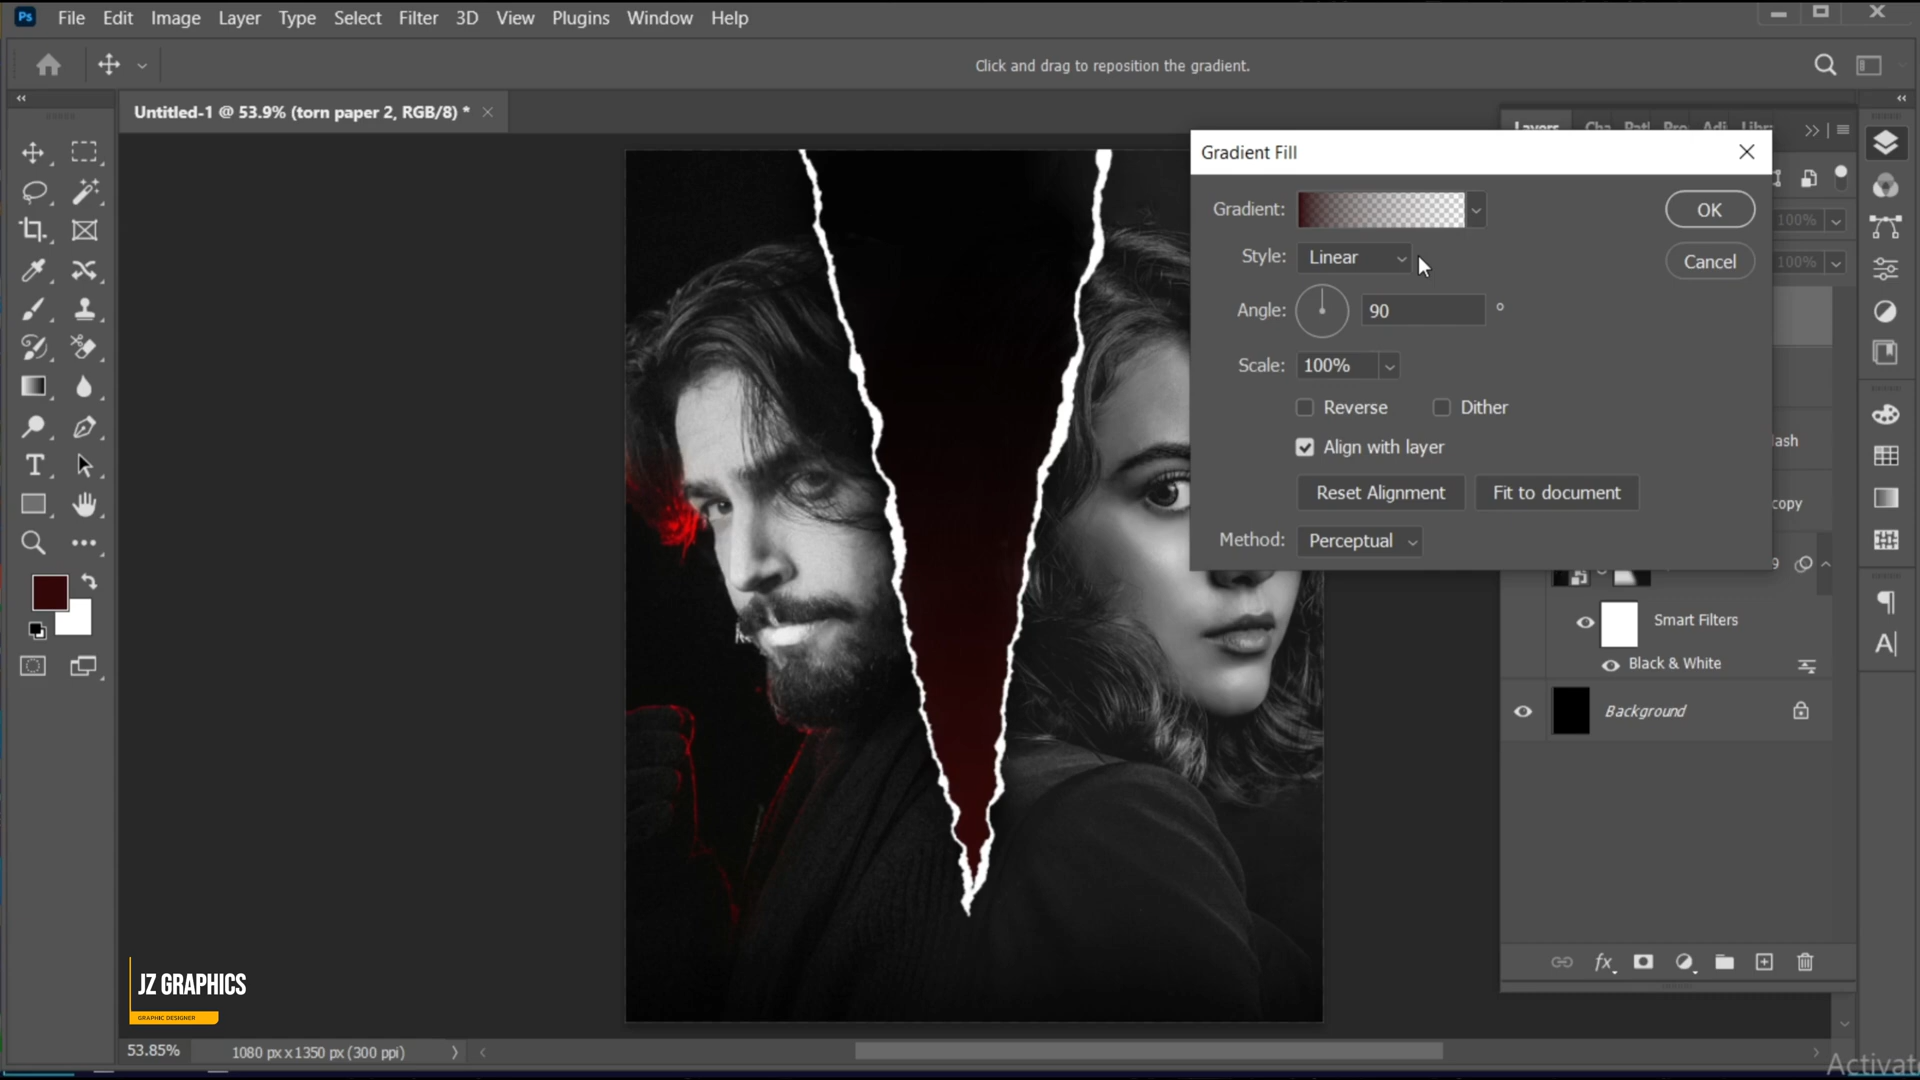 Ps File Edit Image Layer Type Select Filter 3D View Plugins Window Help
Click and drag to reposition the gradient.
Untitled-1 @ 53.9% (torn paper 2, RGB/8) *
Layers
Gradient Fill
Gradient:
OK
Style: Linear
Cancel
Angle: 90 °
Scale: 100%
Reverse Dither
Align with layer
Reset Alignment Fit to document
Method: Perceptual
100%
100%
copy
Smart Filters
Black & White
Background
fx
T
A
JZ GRAPHICS
GRAPHIC DESIGNER
53.85% 1080 px x 1350 px (300 ppi)